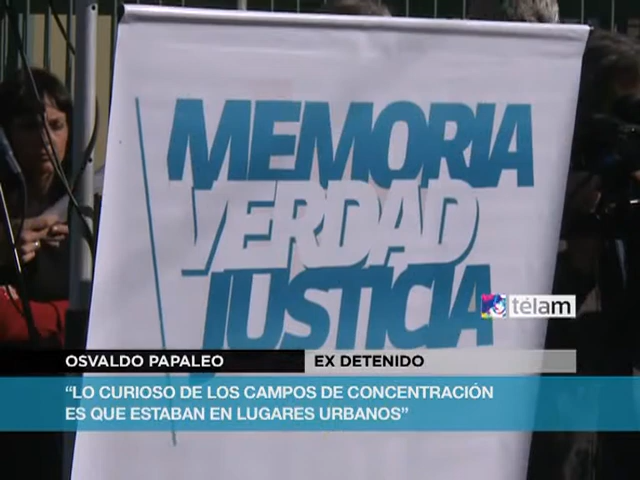 MEMORIA
VERDAD
JUSTICIA
télam
OSVALDO PAPALEO EX DETENIDO
“LO CURIOSO DE LOS CAMPOS DE CONCENTRACIÓN
ES QUE ESTABAN EN LUGARES URBANOS”